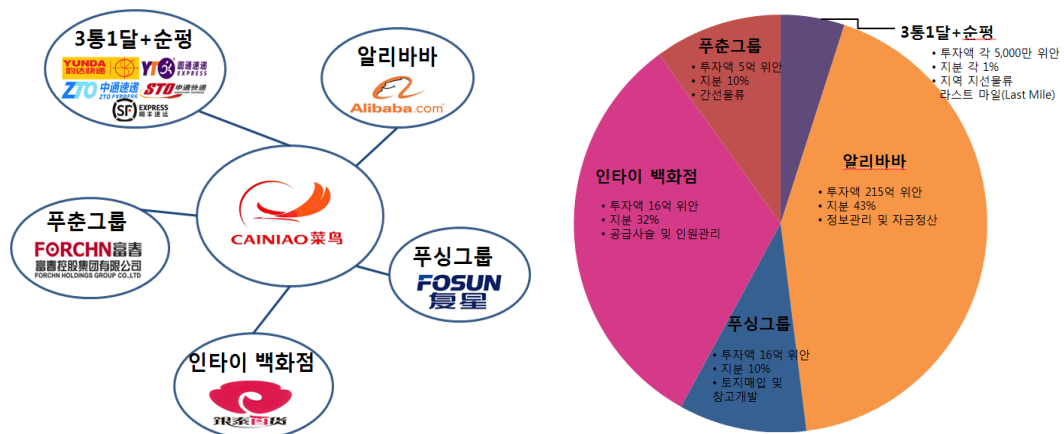 3통1달+순펑
YUNDA
韵达快递
YTO 圆通速递
EXPRESS
ZTO 中通速递
ZTO EXPRESS
STO 申通快递
SF EXPRESS
顺丰速运
알리바바
Alibaba.com
CAINIAO 菜鸟
푸춘그룹
FORCHN 富春
富春控股集团有限公司
FORCHN HOLDINGS GROUP CO.,LTD
푸싱그룹
FOSUN
复星
인타이 백화점
銀泰百货
3통1달+순펑
• 투자액 각 5,000만 위안
• 지분 각 1%
• 지역 지선물류
라스트 마일(Last Mile)
푸춘그룹
• 투자액 5억 위안
• 지분 10%
• 간선물류
알리바바
• 투자액 215억 위안
• 지분 43%
• 정보관리 및 자금정산
인타이 백화점
• 투자액 16억 위안
• 지분 32%
• 공급사슬 및 인원관리
푸싱그룹
• 투자액 16억 위안
• 지분 10%
• 토지매입 및
창고개발